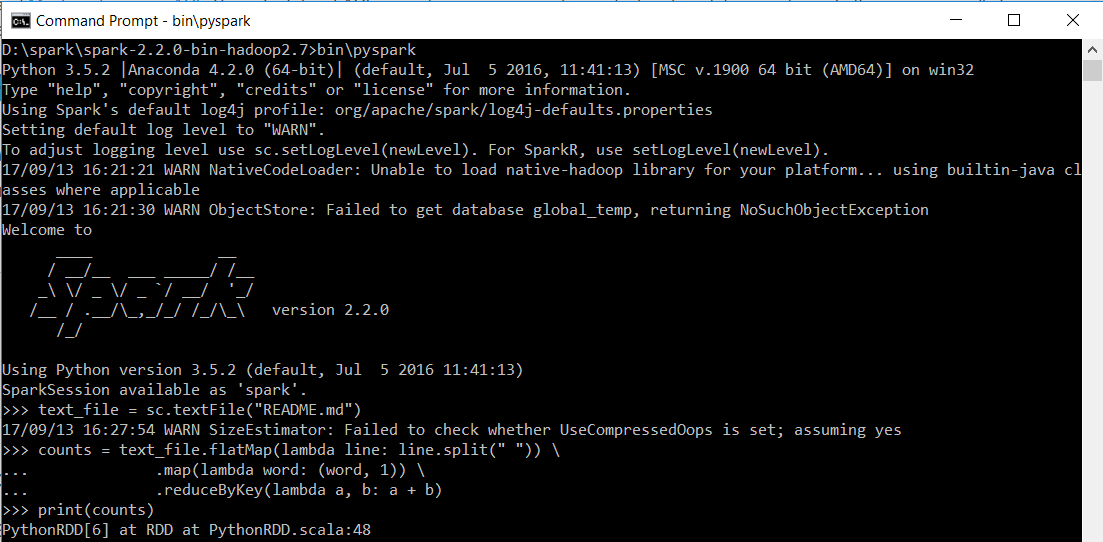 Command Prompt - bin\pyspark
D:\spark\spark-2.2.0-bin-hadoop2.7>bin\pyspark
Python 3.5.2 |Anaconda 4.2.0 (64-bit)| (default, Jul  5 2016, 11:41:13) [MSC v.1900 64 bit (AMD64)] on win32
Type "help", "copyright", "credits" or "license" for more information.
Using Spark's default log4j profile: org/apache/spark/log4j-defaults.properties
Setting default log level to "WARN".
To adjust logging level use sc.setLogLevel(newLevel). For SparkR, use setLogLevel(newLevel).
17/09/13 16:21:21 WARN NativeCodeLoader: Unable to load native-hadoop library for your platform... using builtin-java cl
asses where applicable
17/09/13 16:21:30 WARN ObjectStore: Failed to get database global_temp, returning NoSuchObjectException
Welcome to
      ____              __
     / __/__  ___ _____/ /__
    _\ \/ _ \/ _ `/ __/  '_/
   /__ / .__/\_,_/_/ /_/\_\   version 2.2.0
      /_/
Using Python version 3.5.2 (default, Jul  5 2016 11:41:13)
SparkSession available as 'spark'.
>>> text_file = sc.textFile("README.md")
17/09/13 16:27:54 WARN SizeEstimator: Failed to check whether UseCompressedOops is set; assuming yes
>>> counts = text_file.flatMap(lambda line: line.split(" ")) \
...              .map(lambda word: (word, 1)) \
...              .reduceByKey(lambda a, b: a + b)
>>> print(counts)
PythonRDD[6] at RDD at PythonRDD.scala:48